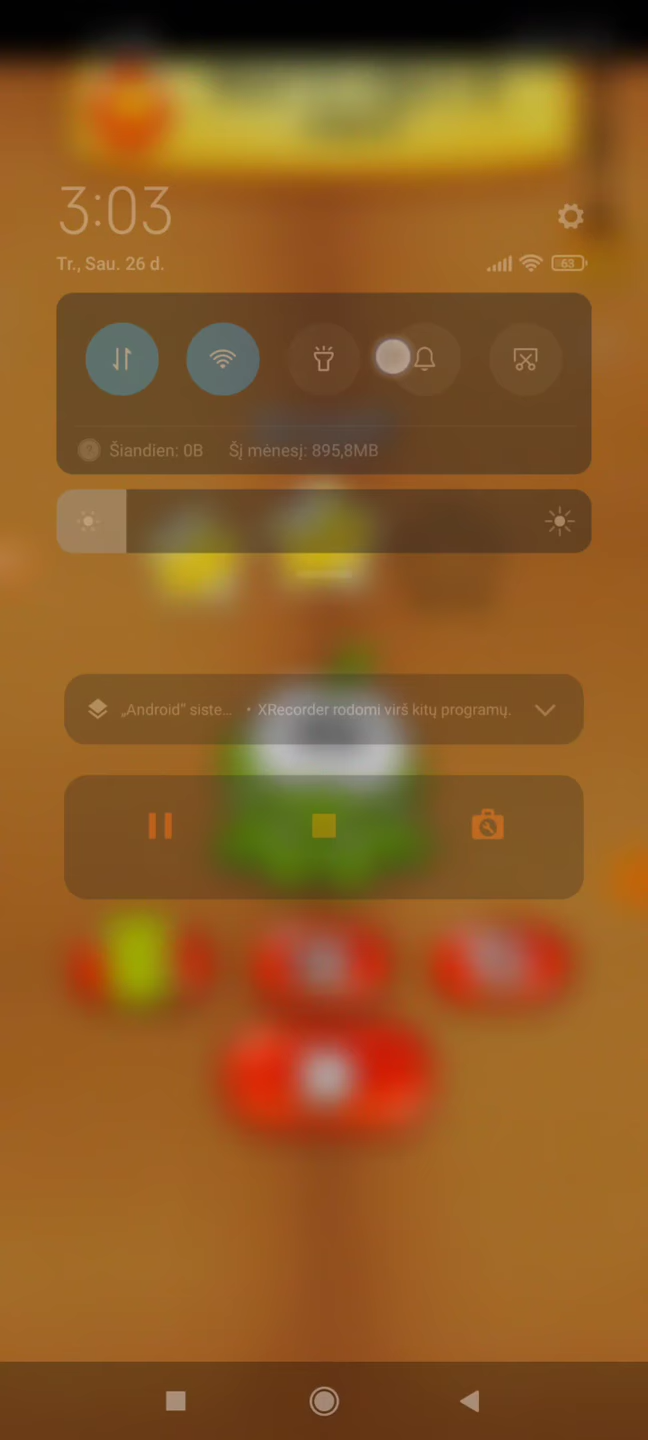 3:03
Tr., Sau. 26 d.
63
Šiandien: 0B Šį mėnesį: 895,8MB
„Android“ siste... • XRecorder rodomi virš kitų programų.